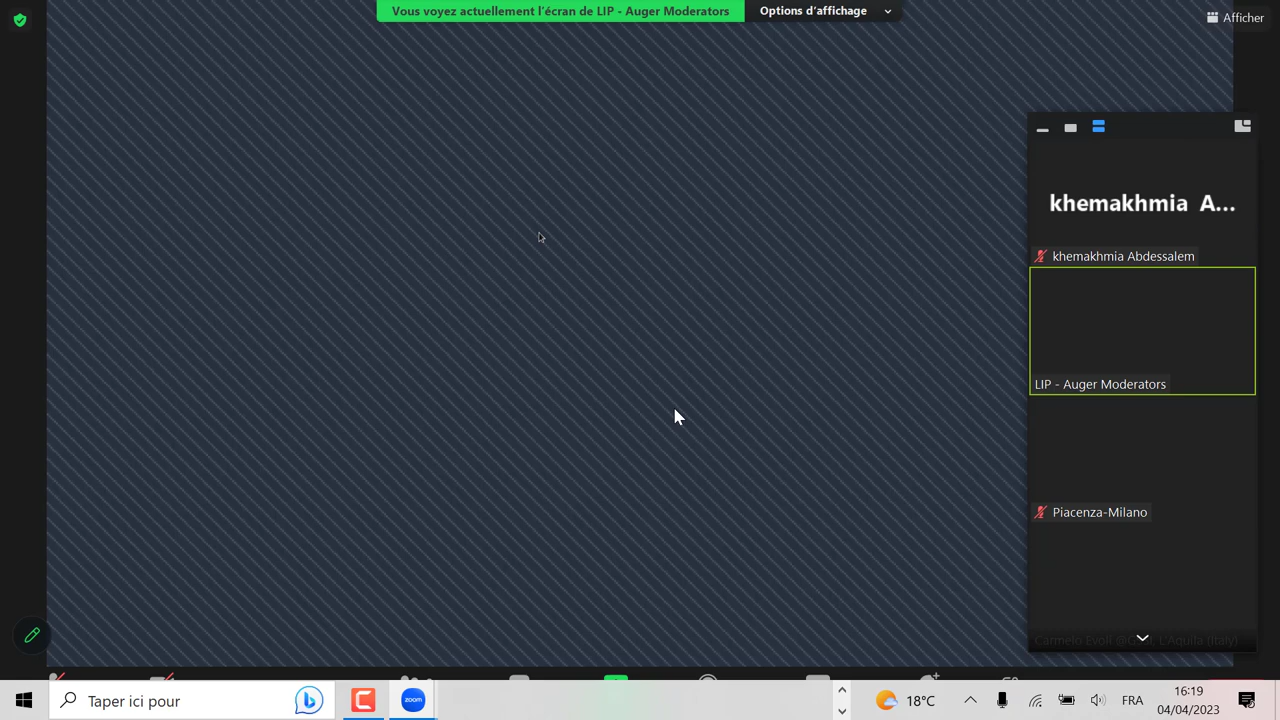 Vous voyez actuellement l'écran de LIP - Auger Moderators
Options d'affichage
Afficher
khemakhmia A...
khemakhmia Abdessalem
LIP - Auger Moderators
Piacenza-Milano
Taper ici pour
zoom
18°C
FRA
16:19
04/04/2023